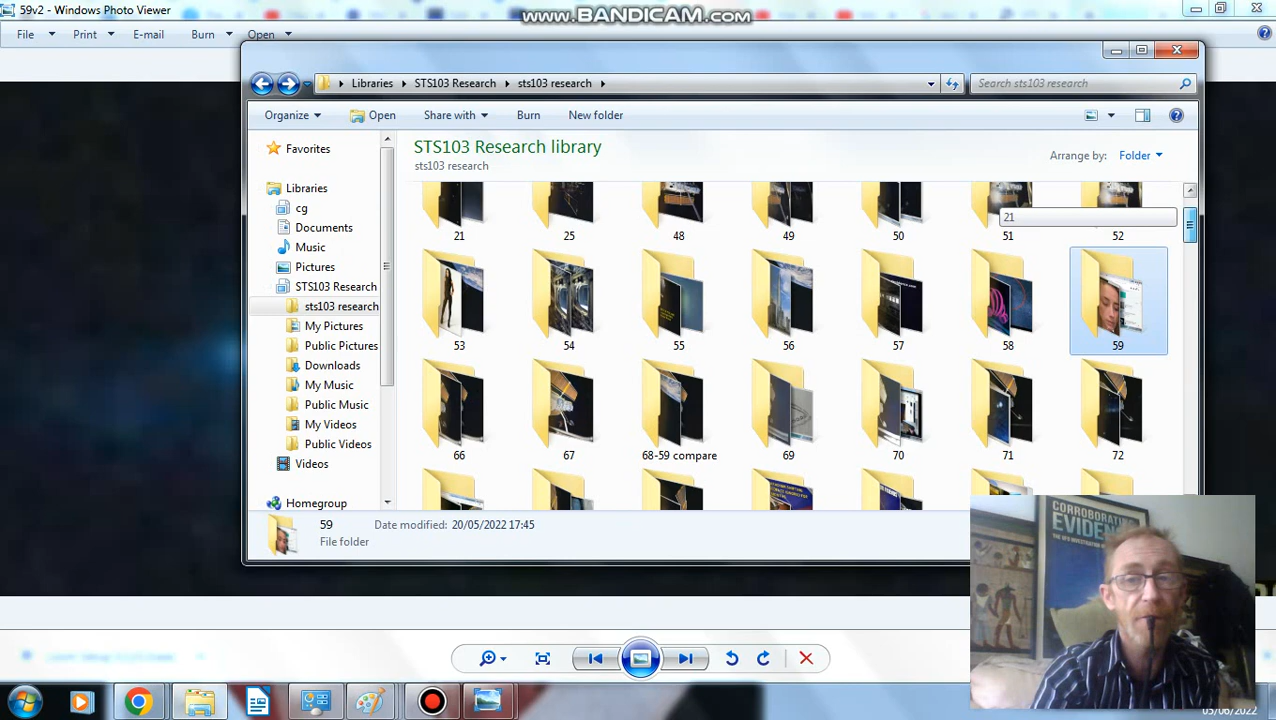 59v2 - Windows Photo Viewer
www.BANDICAM.com
File Print E-mail Burn Open
Libraries STS103 Research sts103 research
Search sts103 research
Organize Open Share with Burn New folder
Favorites
Libraries
cg
Documents
Music
Pictures
STS103 Research
sts103 research
My Pictures
Public Pictures
Downloads
My Music
Public Music
My Videos
Public Videos
Videos
Homegroup
STS103 Research library
sts103 research
Arrange by: Folder
21 25 48 49 50 51 52
21
53 54 55 56 57 58 59
66 67 68-59 compare 69 70 71 72
59 Date modified: 20/05/2022 17:45
File folder
CORROBORATIVE
EVIDEN
05/06/2022